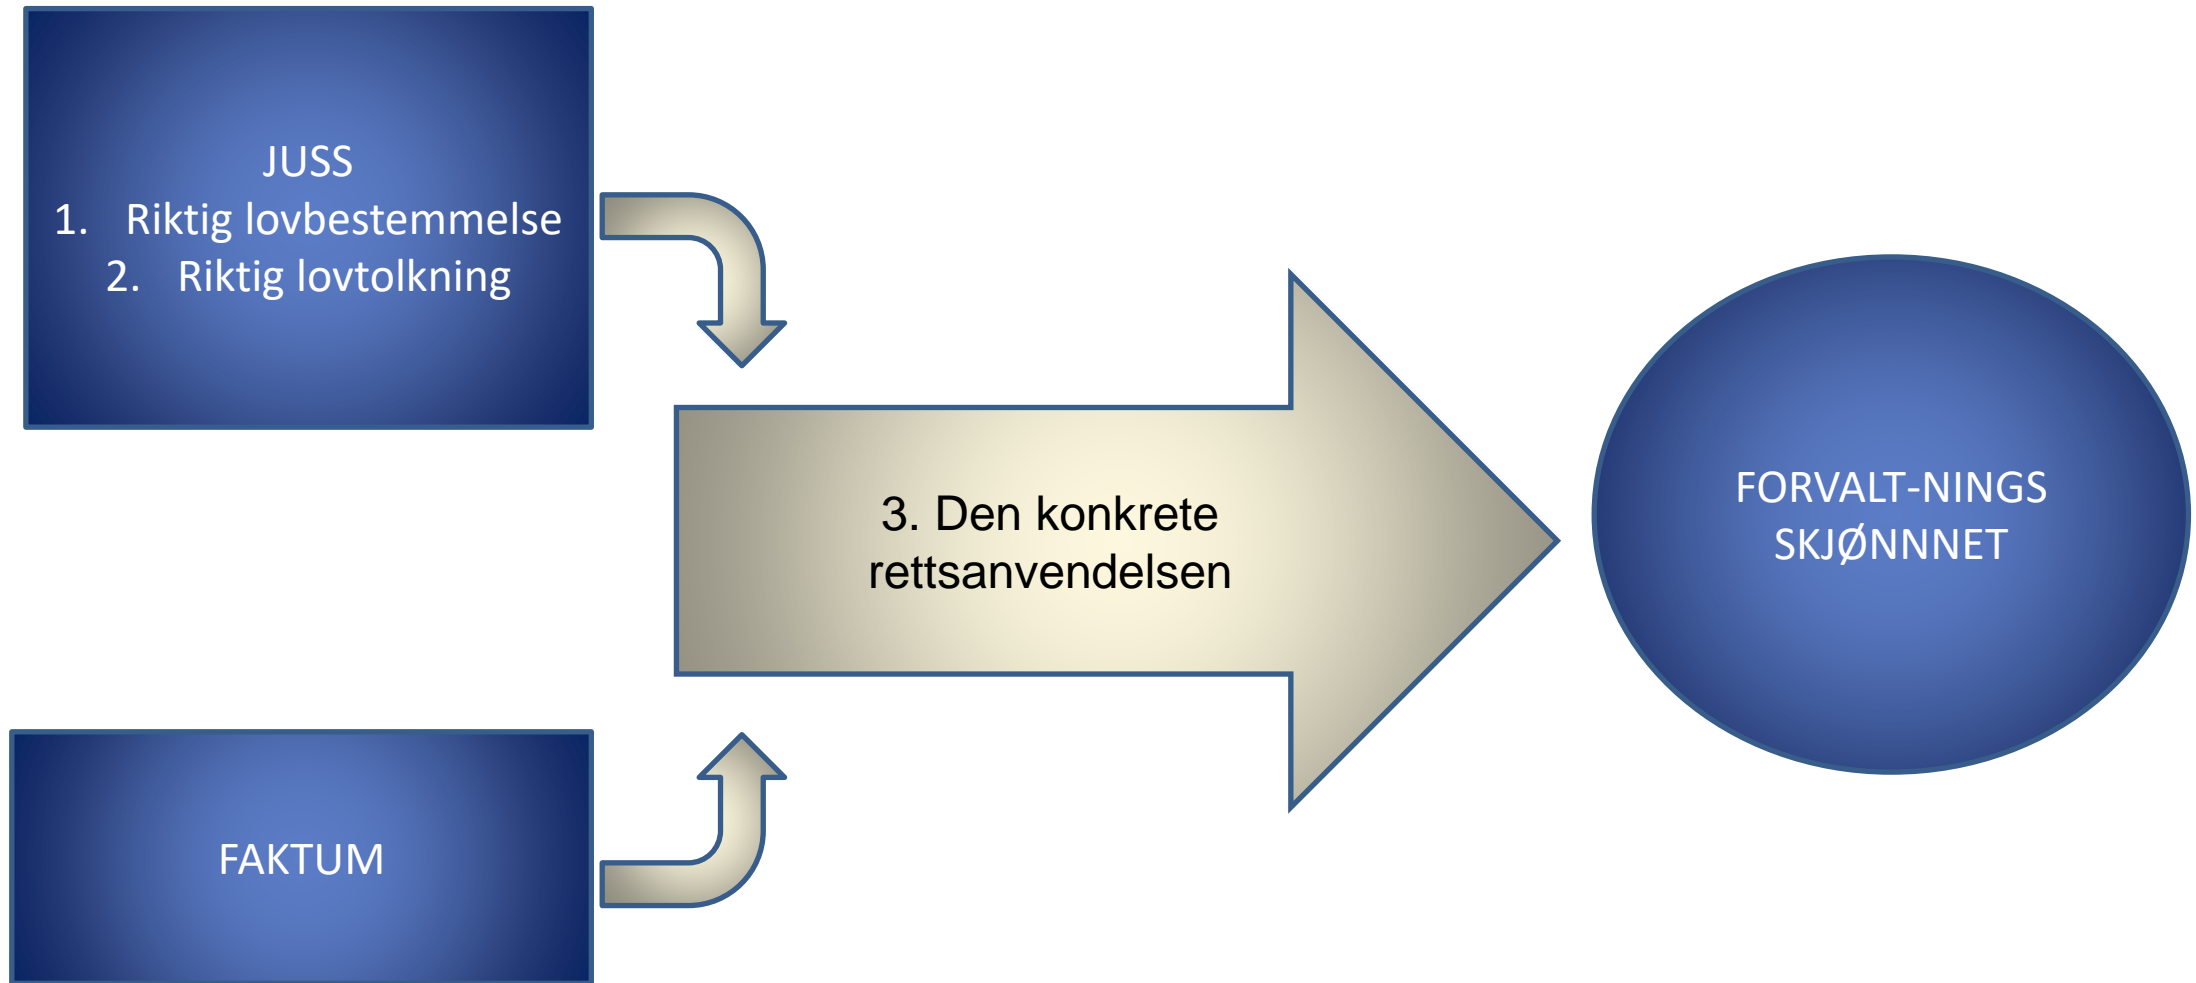 JUSS
1. Riktig lovbestemmelse
2. Riktig lovtolkning
3. Den konkrete
rettsanvendelsen
FORVALT-NINGS
SKJØNNNET
FAKTUM